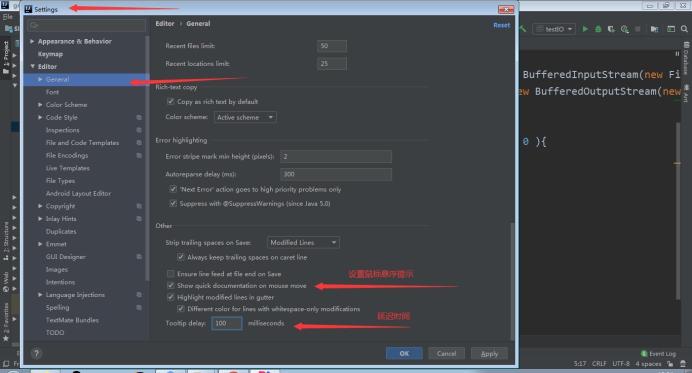 Settings
Appearance & Behavior
Keymap
Editor
General
Font
Color Scheme
Code Style
Inspections
File and Code Templates
File Encodings
Live Templates
File Types
Android Layout Editor
Copyright
Inlay Hints
Duplicates
Emmet
GUI Designer
Images
Intentions
Language Injections
Spelling
TextMate Bundles
TODO
Editor › General
Reset
Recent files limit: 50
Recent locations limit: 25
Rich-text copy
Copy as rich text by default
Color scheme: Active scheme
Error highlighting
Error stripe mark min height (pixels): 2
Autoreparse delay (ms): 300
'Next Error' action goes to high priority problems only
Suppress with @SuppressWarnings (since Java 5.0)
Other
Strip trailing spaces on Save: Modified Lines
Always keep trailing spaces on caret line
Ensure line feed at file end on Save
设置鼠标悬浮提示
Show quick documentation on mouse move
Highlight modified lines in gutter
Different color for lines with whitespace-only modifications
延迟时间
Tooltip delay: 100 milliseconds
OK
Cancel
Apply
?
1: Project
2: Structure
Web
2: Favorites
testIO
BufferedInputStream(new Fi
w BufferedOutputStream(new
0 ){
Database
Ant
Event Log
5:17 CRLF UTF-8 4 spaces